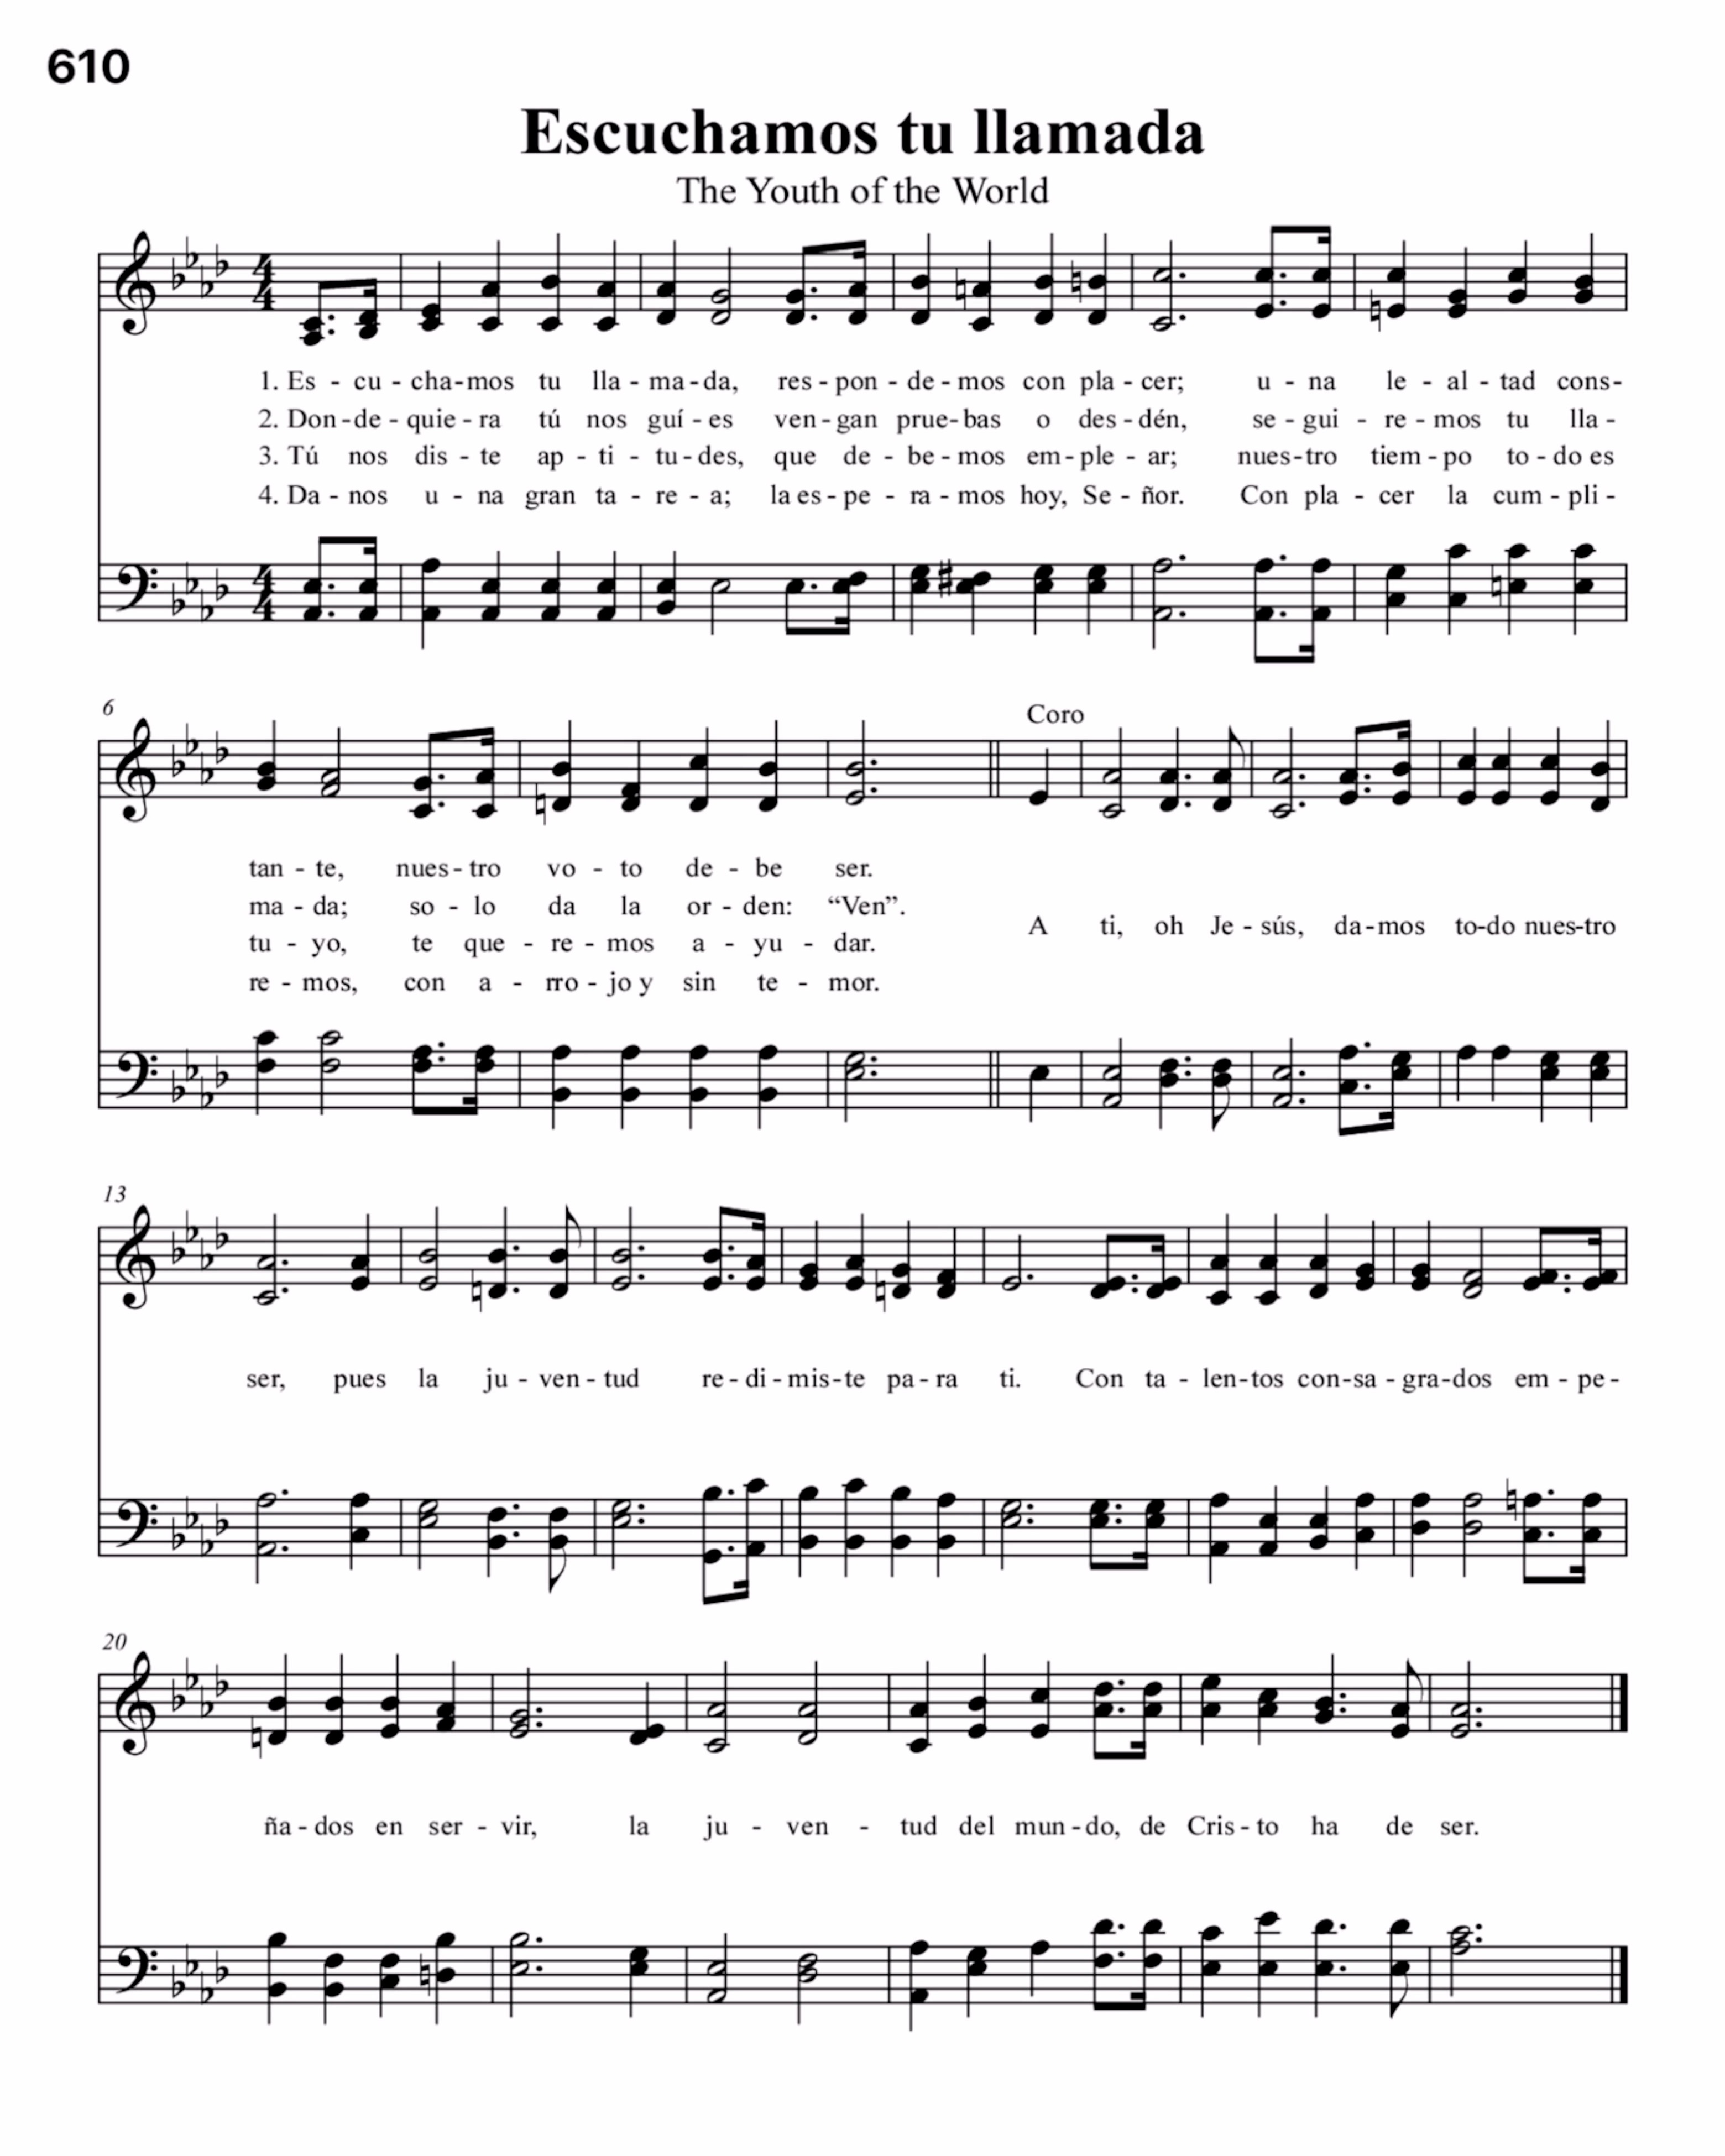 610
Escuchamos tu llamada
The Youth of the World
1. Es - cu - cha - mos tu lla - ma - da, res - pon - de - mos con pla - cer; u - na le - al - tad cons-
2. Don - de - quie - ra tú nos guí - es ven - gan prue - bas o des - dén, se - gui - re - mos tu lla -
3. Tú nos dis - te ap - ti - tu - des, que de - be - mos em - ple - ar; nues - tro tiem - po to - do es
4. Da - nos u - na gran ta - re - a; la es - pe - ra - mos hoy, Se - ñor. Con pla - cer la cum - pli -
6
Coro
tan - te, nues - tro vo - to de - be ser.
ma - da; so - lo da la or - den: “Ven”.
A ti, oh Je - sús, da - mos to - do nues - tro
tu - yo, te que - re - mos a - yu - dar.
re - mos, con a - rro - jo y sin te - mor.
13
ser, pues la ju - ven - tud re - di - mis - te pa - ra ti. Con ta - len - tos con - sa - gra - dos em - pe -
20
ña - dos en ser - vir, la ju - ven - tud del mun - do, de Cris - to ha de ser.